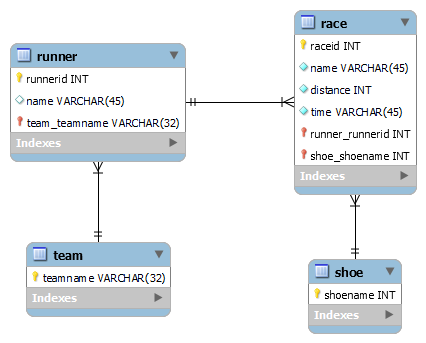 runner
runnerid INT
name VARCHAR(45)
team_teamname VARCHAR(32)
Indexes
race
raceid INT
name VARCHAR(45)
distance INT
time VARCHAR(45)
runner_runnerid INT
shoe_shoename INT
Indexes
team
teamname VARCHAR(32)
Indexes
shoe
shoename INT
Indexes